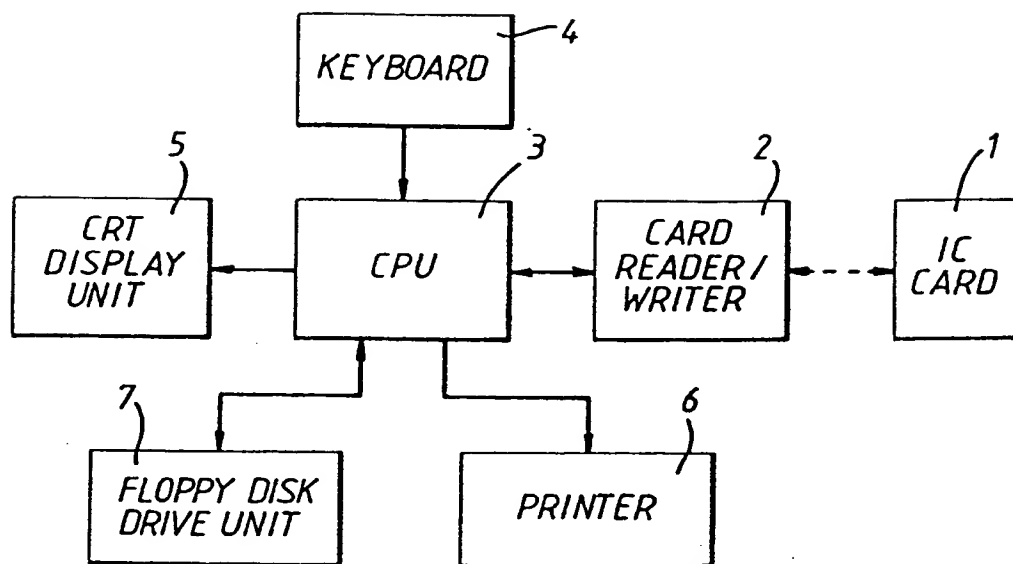 4
KEYBOARD
5
3
2
1
CRT
DISPLAY
UNIT
CPU
CARD
READER/
WRITER
IC
CARD
7
6
FLOPPY DISK
DRIVE UNIT
PRINTER